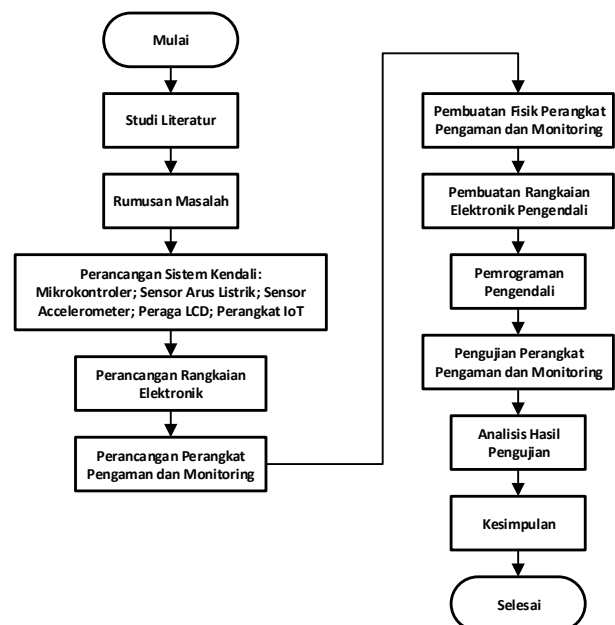 Mulai
Studi Literatur
Rumusan Masalah
Perancangan Sistem Kendali:
Mikrokontroler; Sensor Arus Listrik; Sensor
Accelerometer; Peraga LCD; Perangkat IoT
Perancangan Rangkaian
Elektronik
Perancangan Perangkat
Pengaman dan Monitoring
Pembuatan Fisik Perangkat
Pengaman dan Monitoring
Pembuatan Rangkaian
Elektronik Pengendali
Pemrograman
Pengendali
Pengujian Perangkat
Pengaman dan Monitoring
Analisis Hasil
Pengujian
Kesimpulan
Selesai